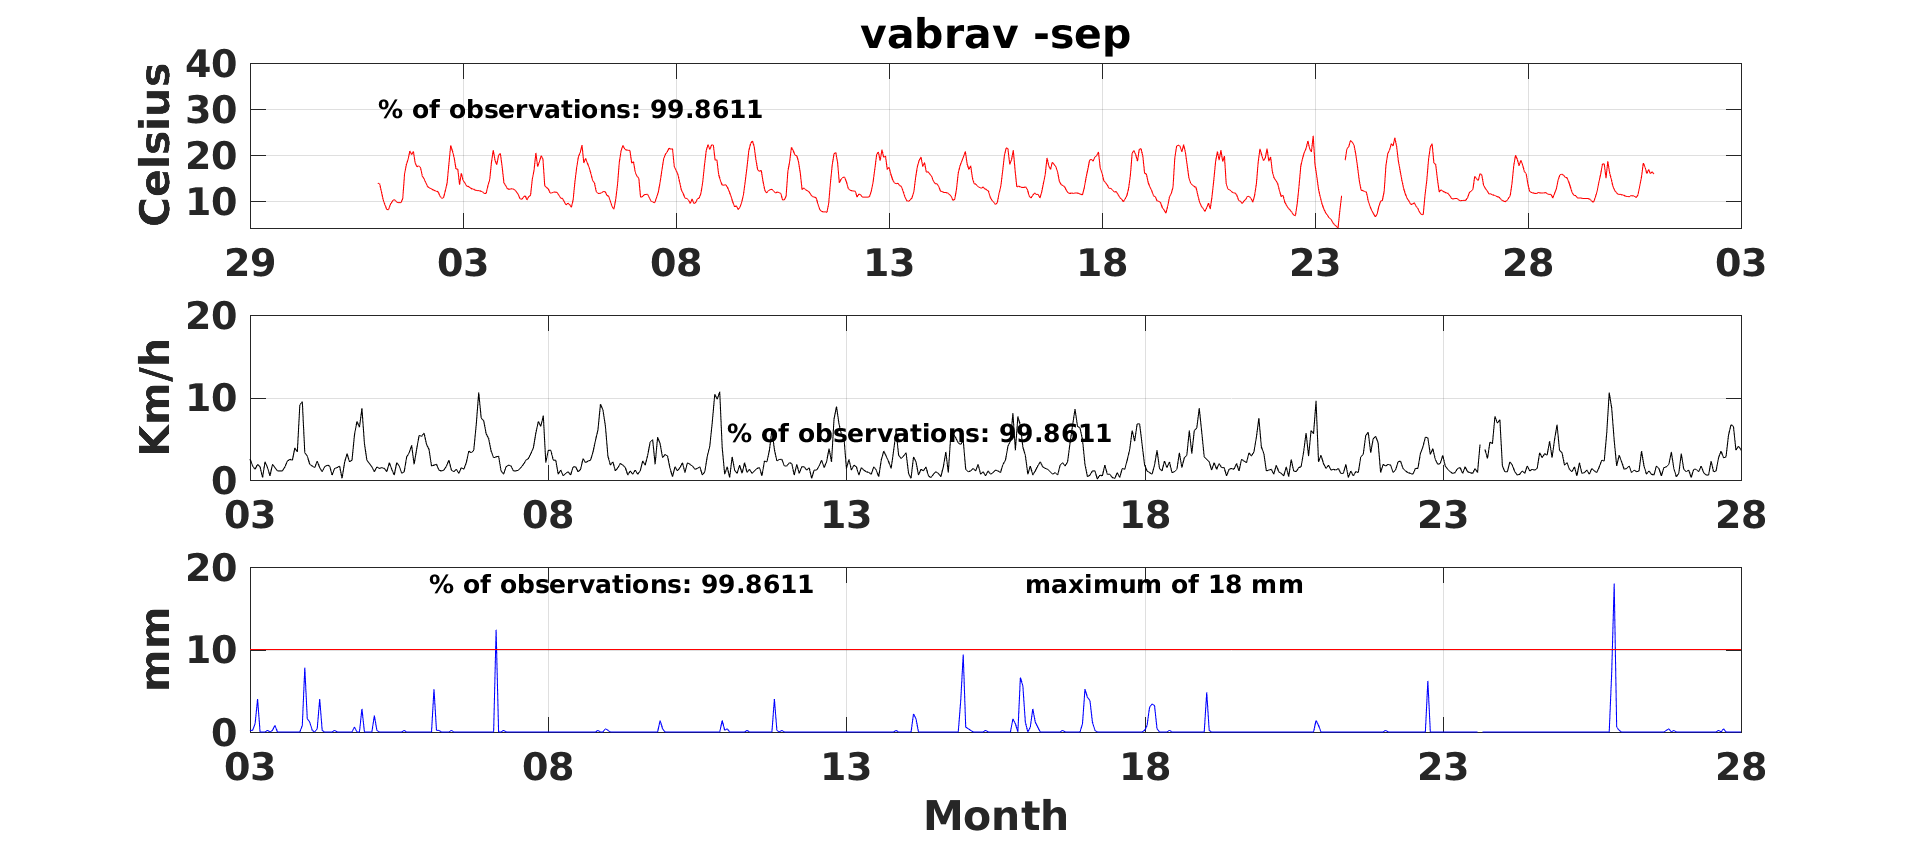 vabrav -sep
Celsius
40
30
20
10
% of observations: 99.8611
29 03 08 13 18 23 28 03
Km/h
20
10
0
% of observations: 99.8611
03 08 13 18 23 28
mm
20
10
0
% of observations: 99.8611 maximum of 18 mm
03 08 13 18 23 28
Month